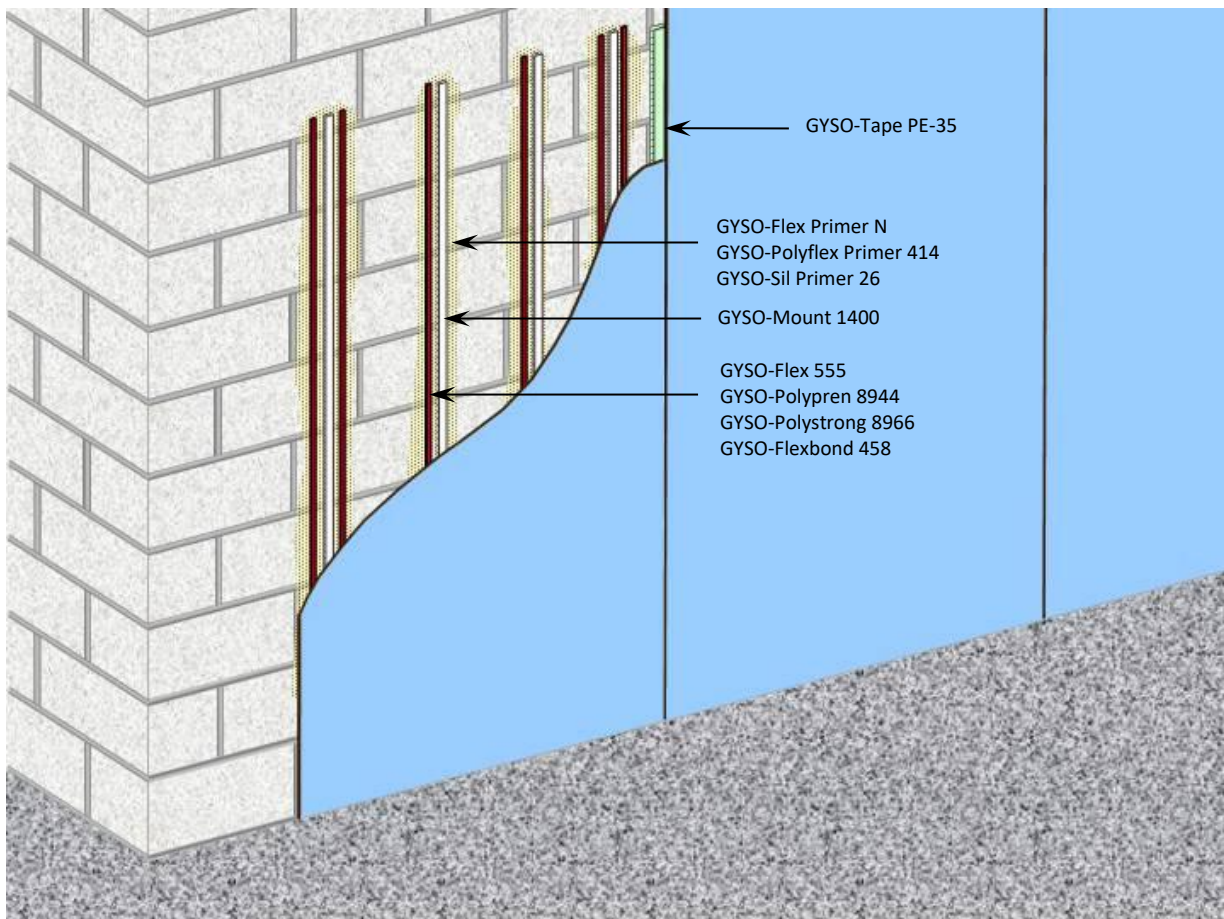 GYSO-Tape PE-35
GYSO-Flex Primer N
GYSO-Polyflex Primer 414
GYSO-Sil Primer 26
GYSO-Mount 1400
GYSO-Flex 555
GYSO-Polypren 8944
GYSO-Polystrong 8966
GYSO-Flexbond 458